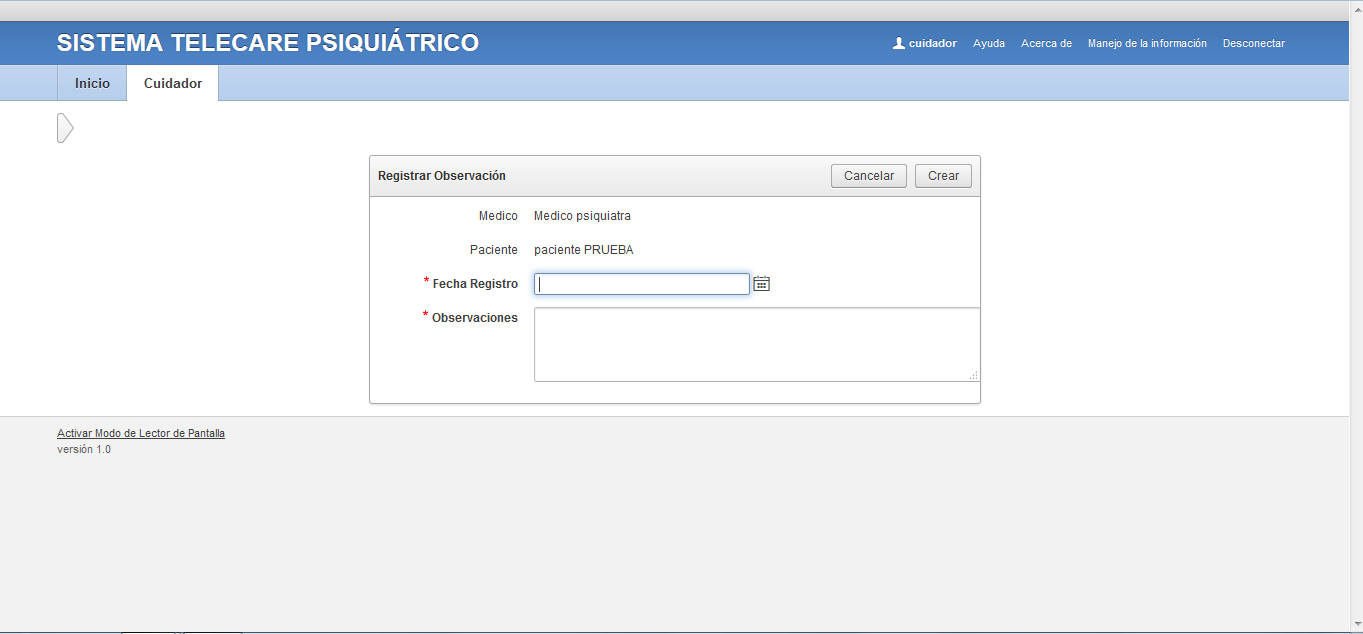 SISTEMA TELECARE PSIQUIÁTRICO
cuidador Ayuda Acerca de Manejo de la información Desconectar
Inicio Cuidador
Registrar Observación Cancelar Crear
Medico Medico psiquiatra
Paciente paciente PRUEBA
* Fecha Registro
* Observaciones
Activar Modo de Lector de Pantalla
versión 1.0